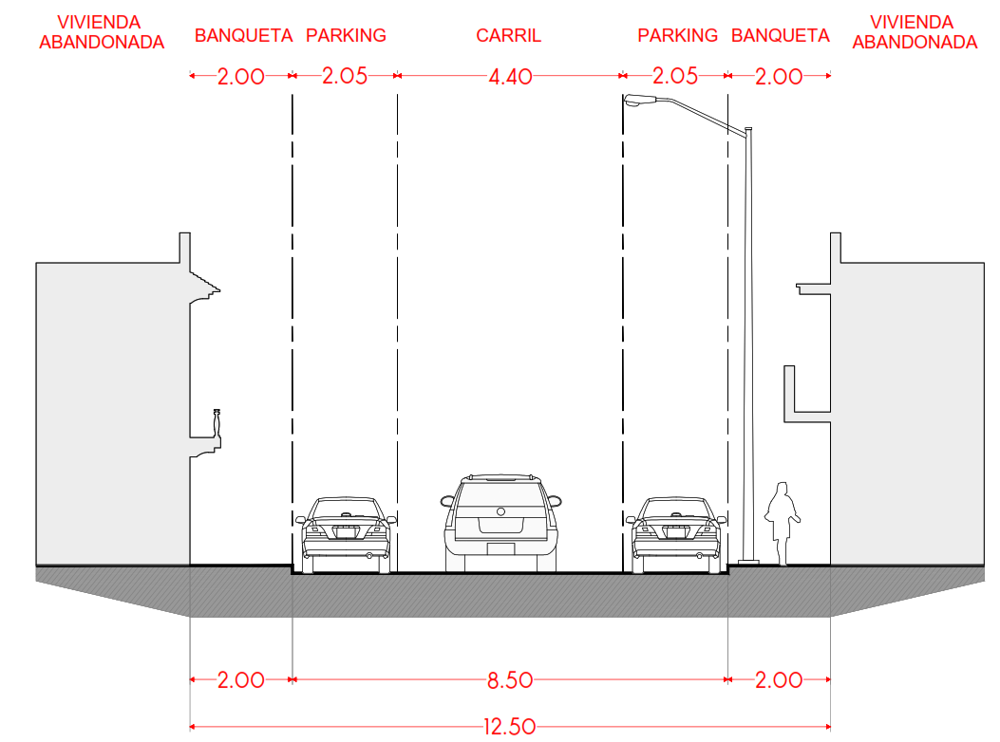 VIVIENDA
ABANDONADA
BANQUETA
PARKING
CARRIL
PARKING
BANQUETA
VIVIENDA
ABANDONADA
2.00
2.05
4.40
2.05
2.00
2.00
8.50
2.00
12.50